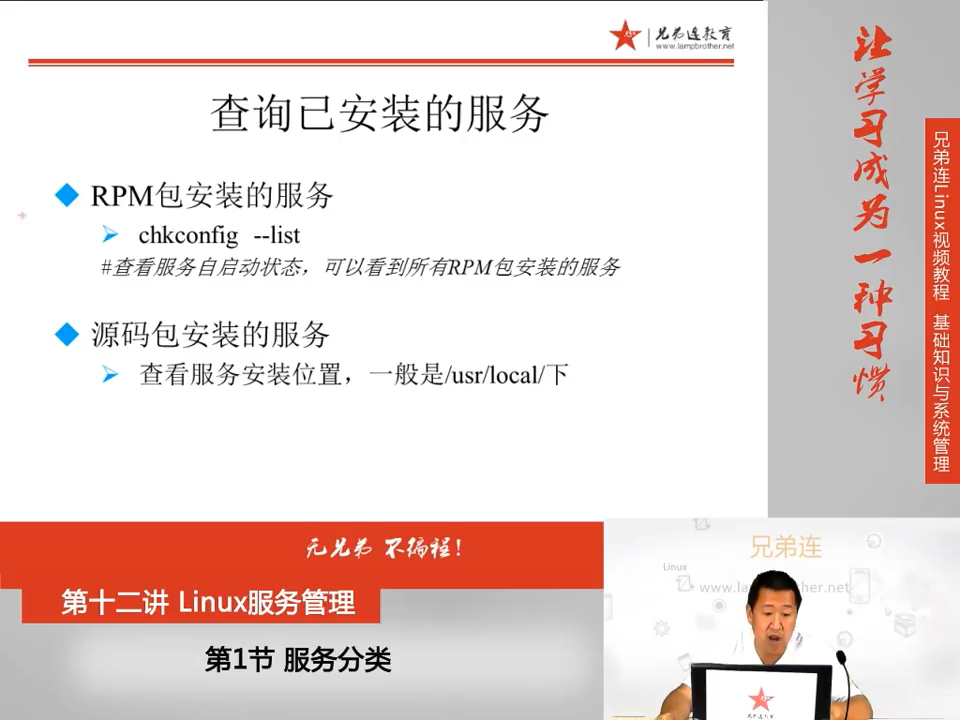 兄弟连教育
www.lampbrother.net
查询已安装的服务
RPM包安装的服务
chkconfig --list
#查看服务自启动状态，可以看到所有RPM包安装的服务
源码包安装的服务
查看服务安装位置，一般是/usr/local/下
让学习成为一种习惯
兄弟连Linux视频教程 基础知识与系统管理
无兄弟 不编程！
第十二讲 Linux服务管理
第1节 服务分类
兄弟连
Linux